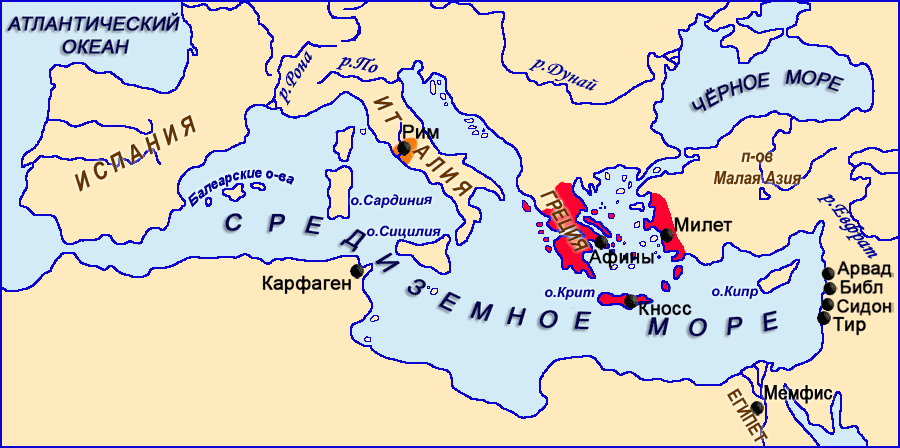 АТЛАНТИЧЕСКИЙ
ОКЕАН
р.Рона
р.По
р.Дунай
ЧЁРНОЕ МОРЕ
ИСПАНИЯ
ИТАЛИЯ
Рим
п-ов
Малая Азия
Балеарские о-ва
о.Сардиния
ГРЕЦИЯ
р.Евфрат
СРЕДИЗЕМНОЕ МОРЕ
о.Сицилия
Милет
Афины
Карфаген
о.Крит
Кносс
о.Кипр
Арвад
Библ
Сидон
Тир
ЕГИПЕТ
Мемфис